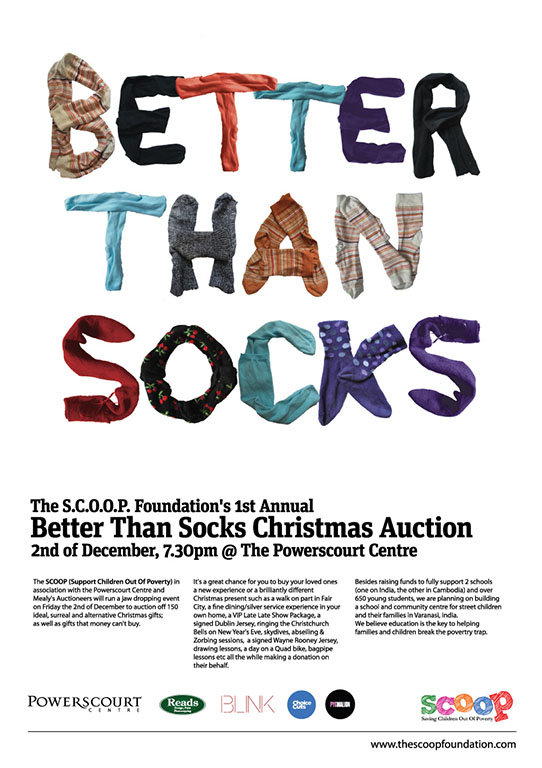 BETTER
THAN
SOCKS
The S.C.O.O.P. Foundation's 1st Annual
Better Than Socks Christmas Auction
2nd of December, 7.30pm @ The Powerscourt Centre
The SCOOP (Support Children Out Of Poverty) in
association with the Powerscourt Centre and
Mealy's Auctioneers will run a jaw dropping event
on Friday the 2nd of December to auction off 150
ideal, surreal and alternative Christmas gifts;
as well as gifts that money can't buy.
It's a great chance for you to buy your loved ones
a new experience or a brilliantly different
Christmas present such as a walk on part in Fair
City, a fine dining/silver service experience in your
own home, a VIP Late Late Show Package, a
signed Dublin Jersey, ringing the Christchurch
Bells on New Year's Eve, skydives, abseiling &
Zorbing sessions, a signed Wayne Rooney Jersey,
drawing lessons, a day on a Quad bike, bagpipe
lessons etc all the while making a donation on
their behalf.
Besides raising funds to fully support 2 schools
(one on India, the other in Cambodia) and over
650 young students, we are planning on building
a school and community centre for street children
and their families in Varanasi, India.
We believe education is the key to helping
families and children break the povertry trap.
POWERSCOURT
CENTRE
Reads
BLINK
Choice
Cuts
PYGMALION
scoop
Saving Children Out Of Poverty
www.thescoopfoundation.com